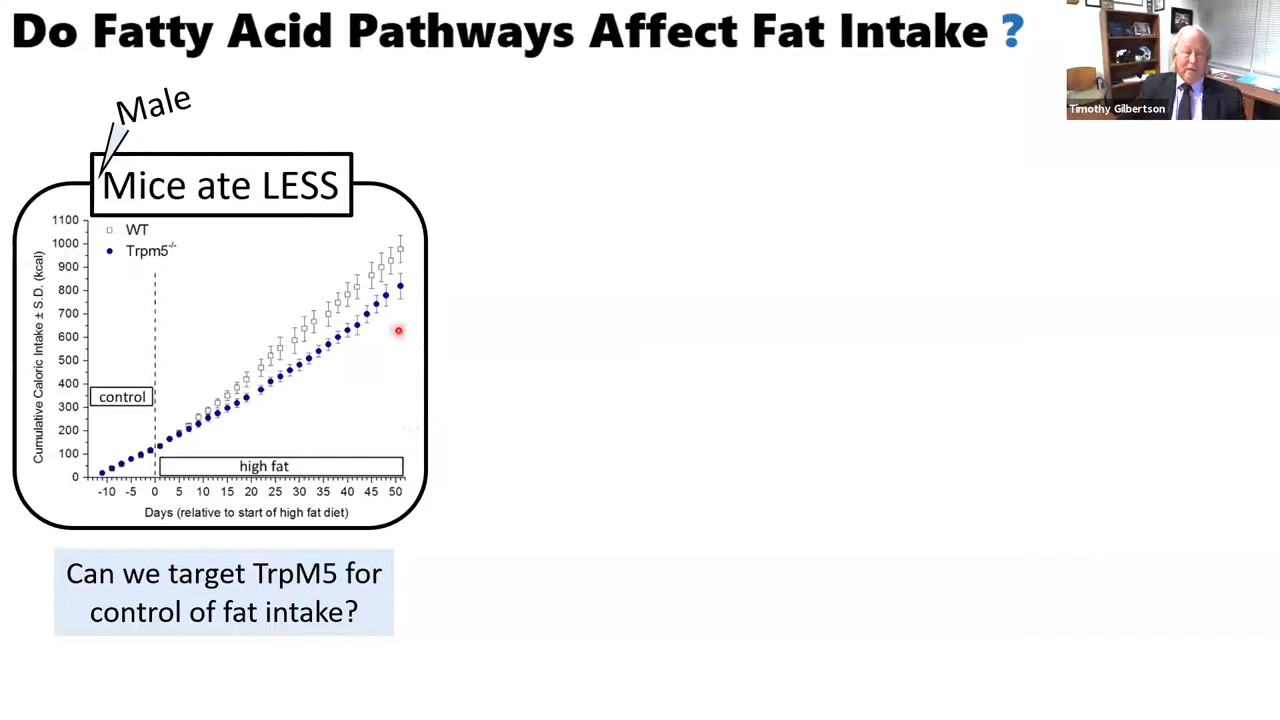 Do Fatty Acid Pathways Affect Fat Intake ?
Timothy Gilbertson
Male
Mice ate LESS
WT
Trpm5-/-
Cumulative Caloric Intake ± S.D. (kcal)
1100
1000
900
800
700
600
500
400
300
200
100
0
control
high fat
-10 -5 0 5 10 15 20 25 30 35 40 45 50
Days (relative to start of high fat diet)
Can we target TrpM5 for
control of fat intake?